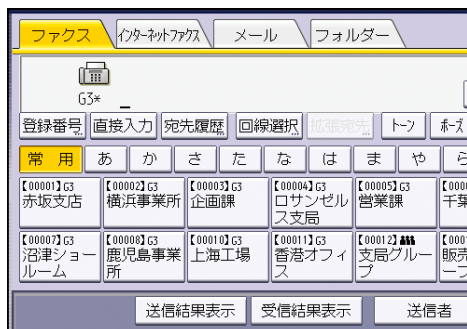 ファクス インターネットファクス メール フォルダー
G3* _
登録番号 直接入力 宛先履歴 回線選択 拡張宛先 トーン ポーズ
常用 あ か さ た な は ま や ら
【00001】G3 【00002】G3 【00003】G3 【00004】G3 【00005】G3 【0000
赤坂支店 横浜事業所 企画課 ロサンゼル 営業課 千葉
ス支局
【00007】G3 【00008】G3 【00010】G3 【00011】G3 【00012】 【000
沼津ショー 鹿児島事業 上海工場 香港オフィ 支局グルー 販売
ルーム 所 ス プ ープ
送信結果表示 受信結果表示 送信者